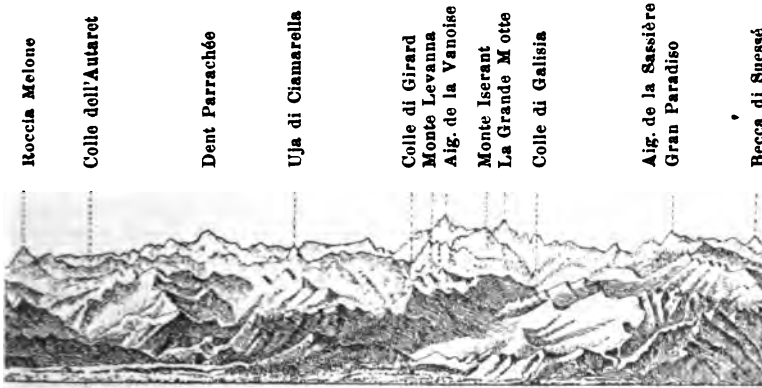 Roccia Melone
Colle dell'Autaret
Dent Parrachée
Uja di Ciamarella
Colle di Girard
Monte Levanna
Aig. de la Vanoise
Monte Iserant
La Grande Motte
Colle di Galisia
Aig. de la Sassière
Gran Paradiso
Becca di Suessé